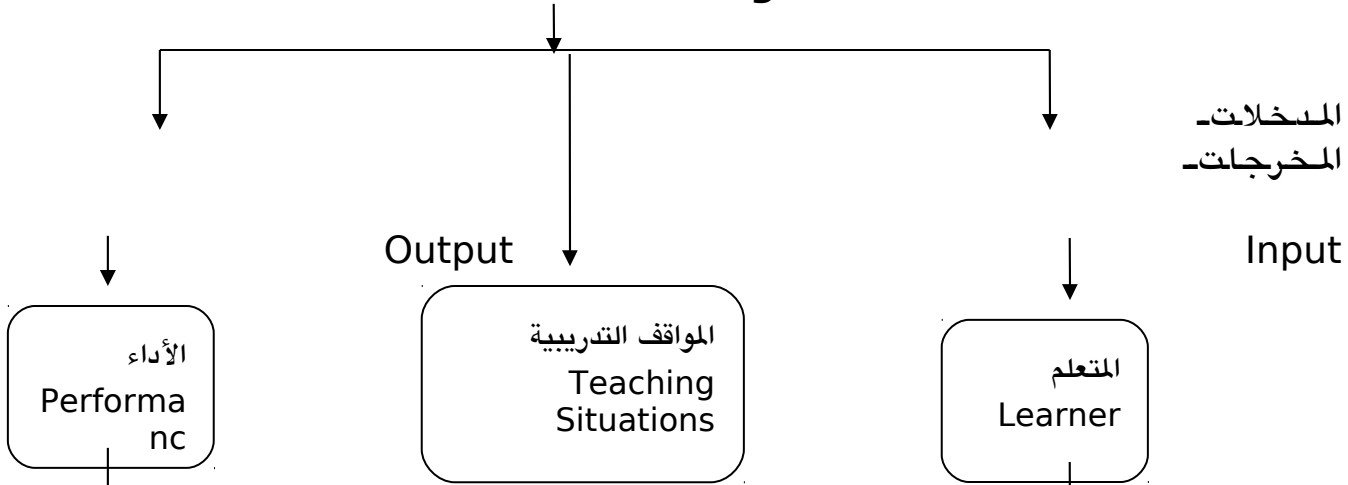 المدخلات
المخرجات
Input
Output
المتعلم
Learner
المواقف التدريبية
Teaching
Situations
الأداء
Performa
nc